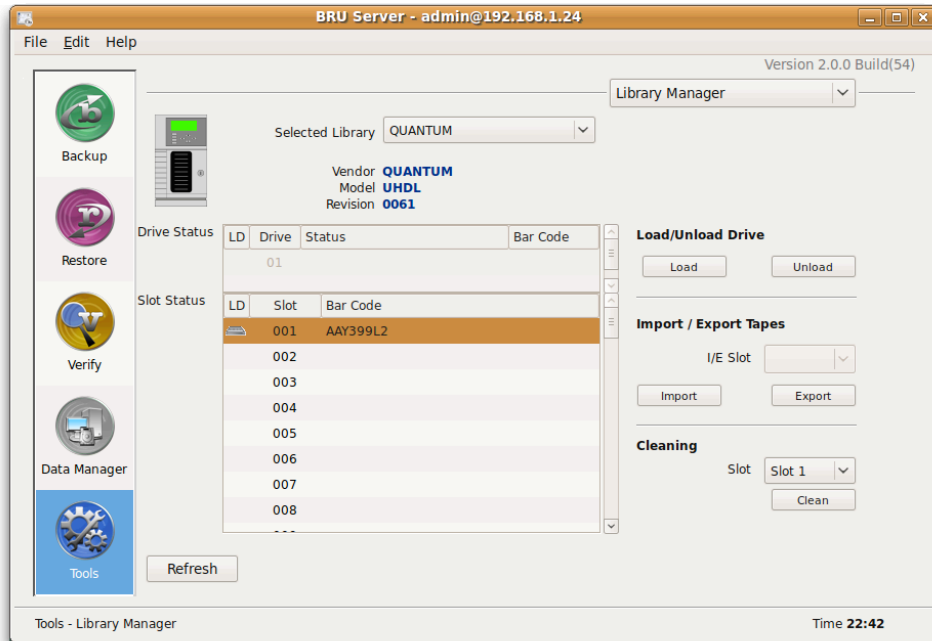 BRU Server - admin@192.168.1.24
File Edit Help
Version 2.0.0 Build(54)
Library Manager
Backup
Restore
Verify
Data Manager
Tools
Selected Library QUANTUM
Vendor QUANTUM
Model UHDL
Revision 0061
Drive Status
LD Drive Status Bar Code
01
Slot Status
LD Slot Bar Code
001 AAY399L2
002
003
004
005
006
007
008
Load/Unload Drive
Load Unload
Import / Export Tapes
I/E Slot
Import Export
Cleaning
Slot Slot 1
Clean
Refresh
Tools - Library Manager
Time 22:42